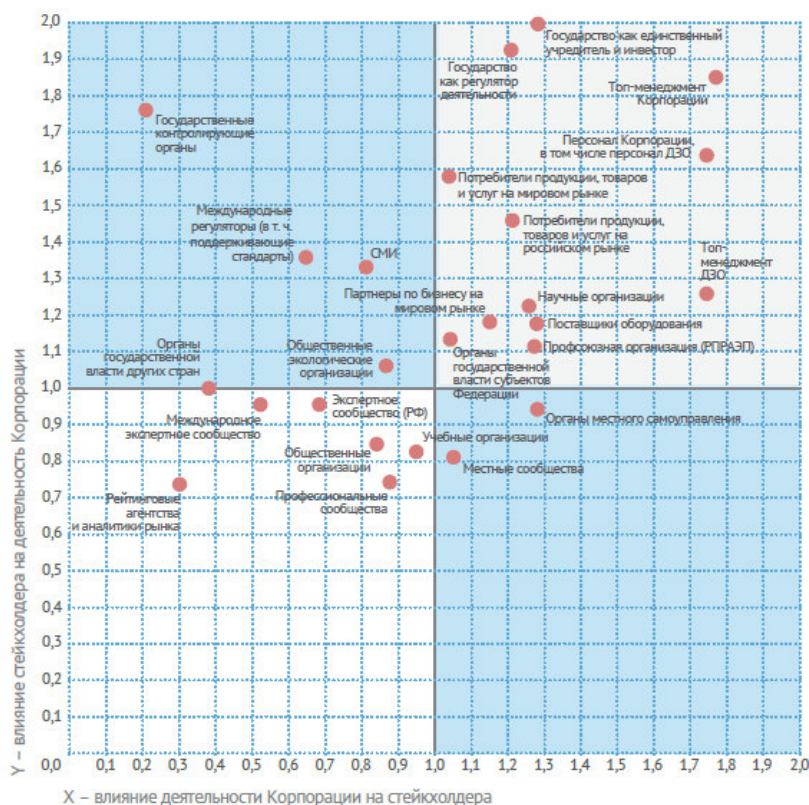 2,0
1,9
1,8
1,7
1,6
1,5
1,4
1,3
1,2
1,1
1,0
0,9
0,8
0,7
0,6
0,5
0,4
0,3
0,2
0,1
0,0
Y – влияние стейкхолдера на деятельность Корпорации
Государство как единственный
учредитель и инвестор
Государство
как регулятор
деятельности
Топ-менеджмент
Корпорации
Государственные
контролирующие
органы
Персонал Корпорации,
в том числе персонал ДЗО
Потребители продукции, товаров
и услуг на мировом рынке
Международные
регуляторы (в т. ч.
поддерживающие
стандарты)
СМИ
Потребители продукции,
товаров и услуг на
российском рынке
Топ-
менеджмент
ДЗО
Партнеры по бизнесу на
мировом рынке
Научные организации
Поставщики оборудования
Профсоюзная организация (РПРАЭП)
Органы
государственной
власти субъектов
Федерации
Органы
государственной
власти других стран
Общественные
экологические
организации
Международное
экспертное сообщество
Экспертное
сообщество (РФ)
Органы местного самоуправления
Учебные организации
Общественные
организации
Местные сообщества
Профессиональные
сообщества
Рейтинговые
агентства
и аналитики рынка
0,0 0,1 0,2 0,3 0,4 0,5 0,6 0,7 0,8 0,9 1,0 1,1 1,2 1,3 1,4 1,5 1,6 1,7 1,8 1,9 2,0
X – влияние деятельности Корпорации на стейкхолдера